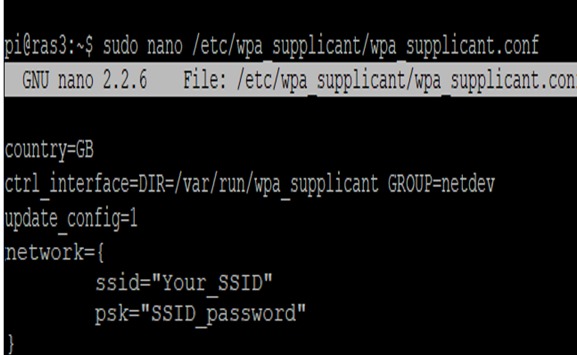 pi@ras3:~$ sudo nano /etc/wpa_supplicant/wpa_supplicant.conf
GNU nano 2.2.6 File: /etc/wpa_supplicant/wpa_supplicant.con
country=GB
ctrl_interface=DIR=/var/run/wpa_supplicant GROUP=netdev
update_config=1
network={
ssid="Your_SSID"
psk="SSID_password"
}